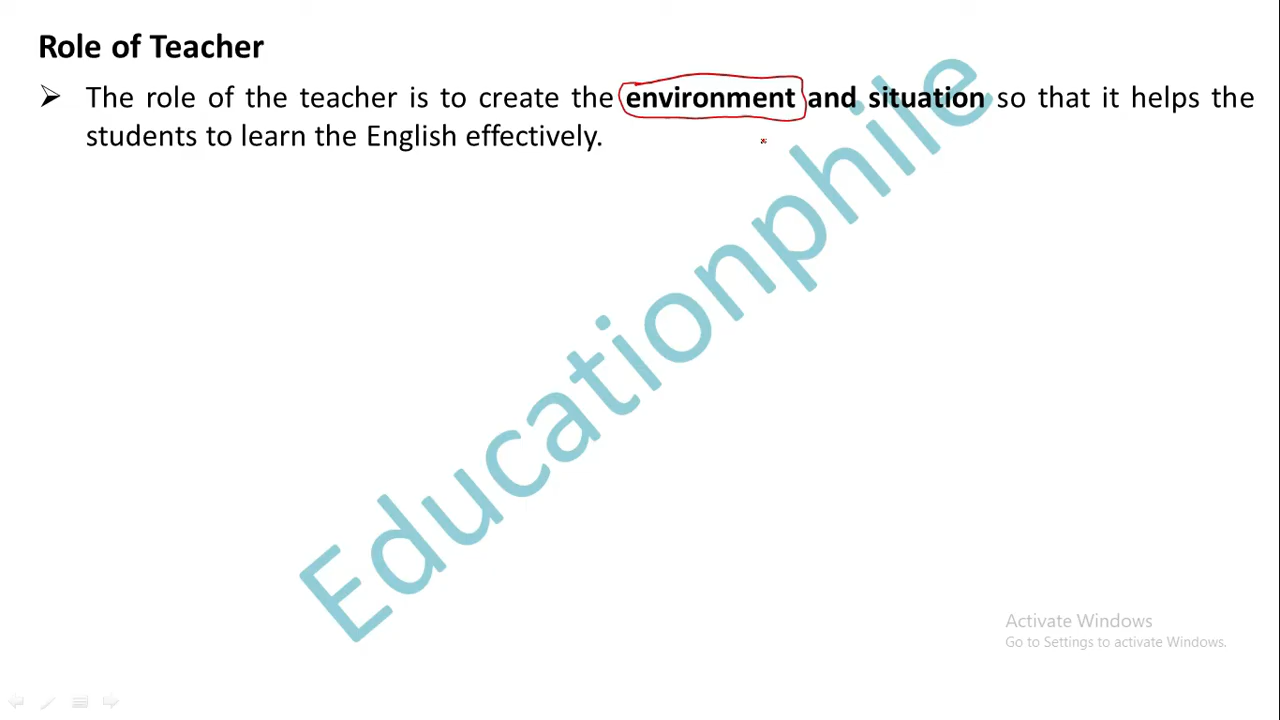 Role of Teacher
➢ The role of the teacher is to create the environment and situation so that it helps the
students to learn the English effectively.
Educationphile
Activate Windows
Go to Settings to activate Windows.